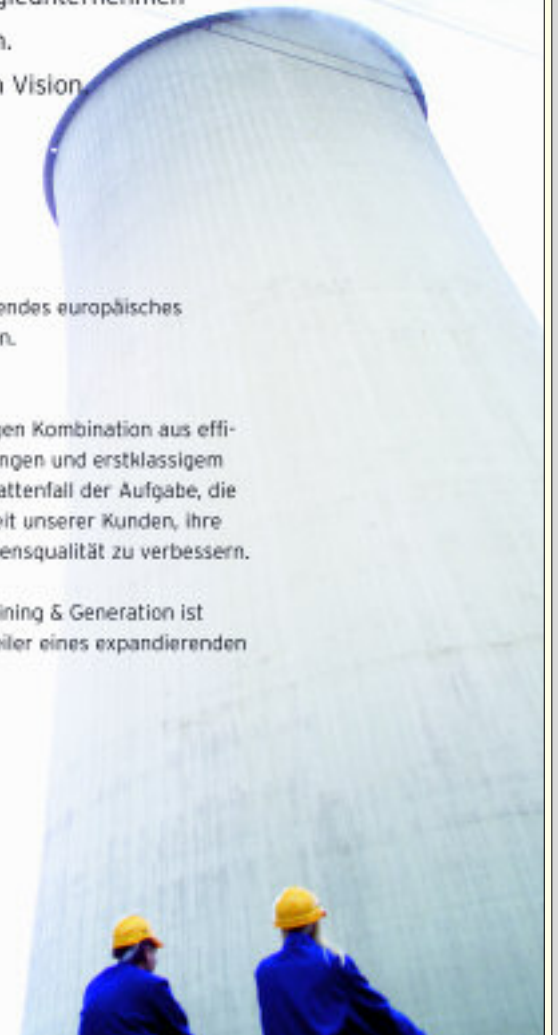 n.
n Vision.
endes europäisches
n.
gen Kombination aus effi-
ngen und erstklassigem
attenfall der Aufgabe, die
eit unserer Kunden, ihre
ensqualität zu verbessern.
ining & Generation ist
eiler eines expandierenden